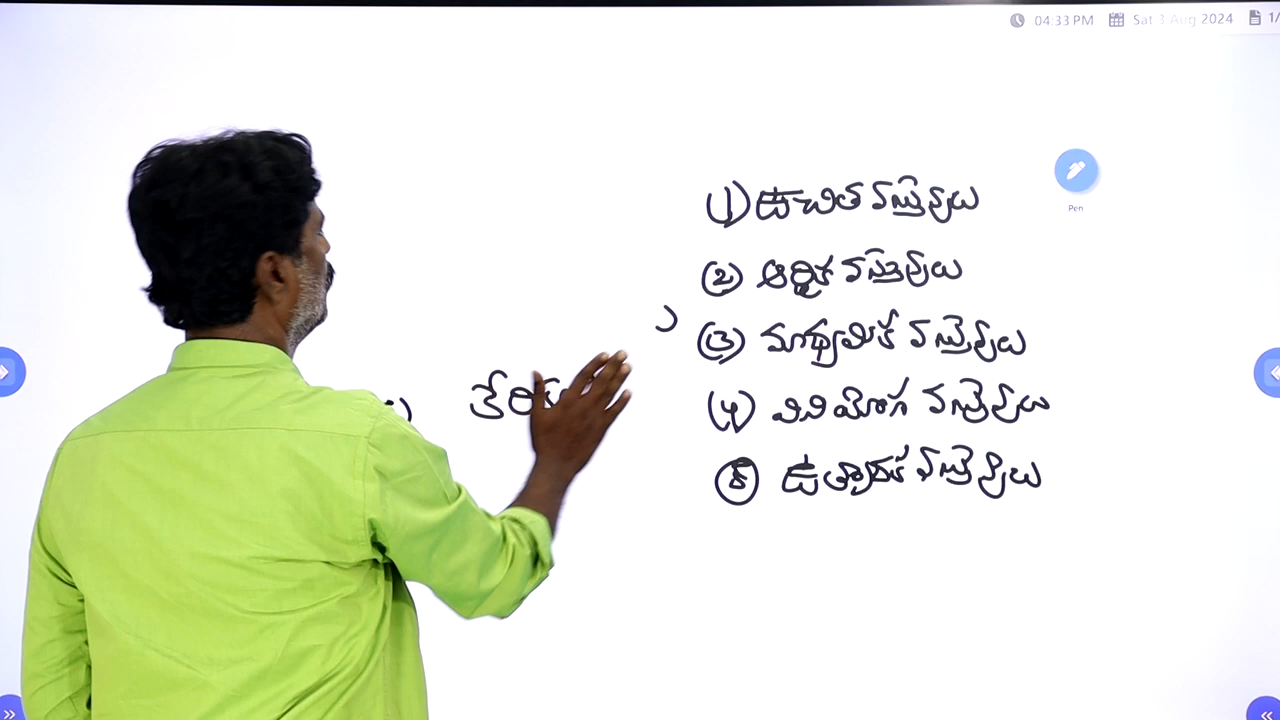 04:33 PM Sat 3 Aug 2024 1/
Pen
1) ఉచిత వస్తువులు
(2) ఆర్థిక వస్తువులు
(3) మాధ్యమిక వస్తువులు
(4) వినియోగ వస్తువులు
(5) ఉత్పాదక వస్తువులు